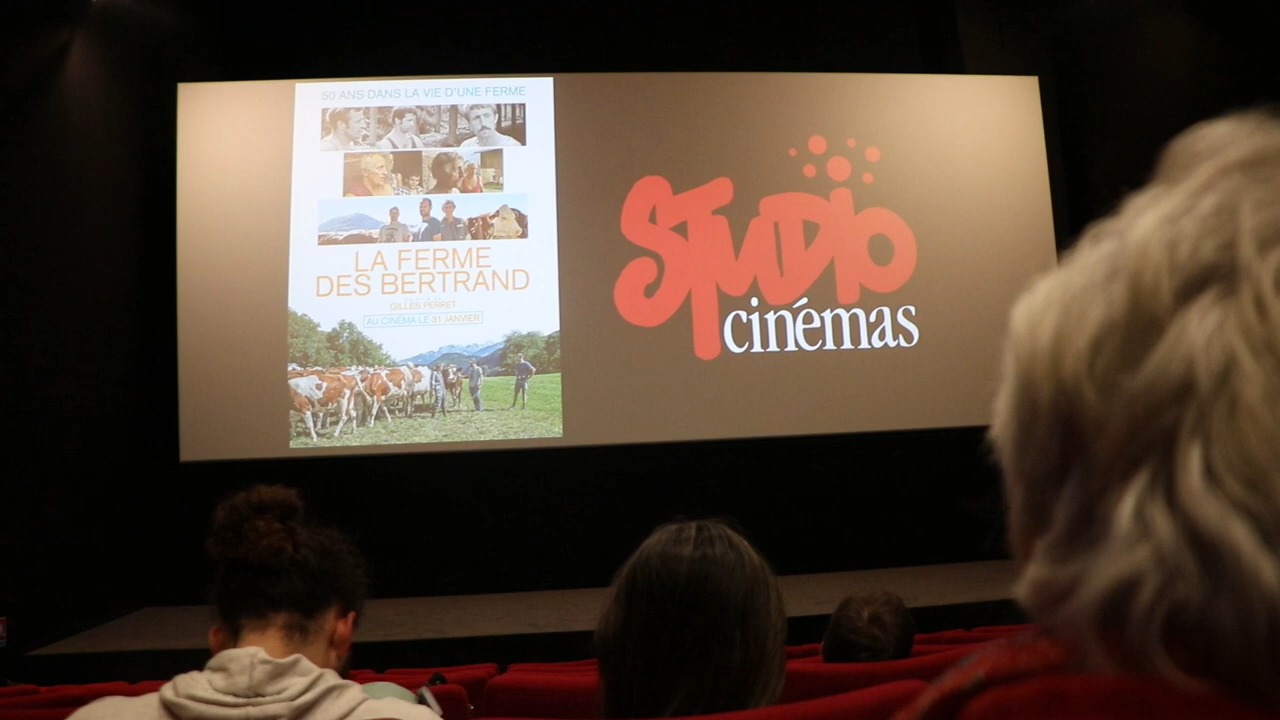 50 ANS DANS LA VIE D'UNE FERME
LA FERME
DES BERTRAND
GILLES PERRET
AU CINÉMA LE 31 JANVIER
STUDIO
cinémas